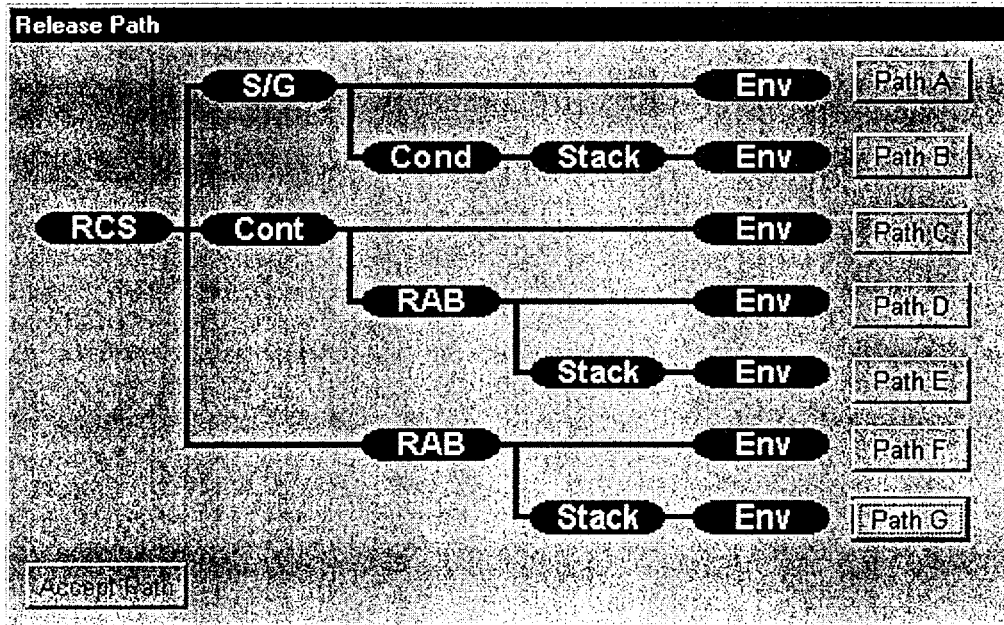 Release Path
S/G Env Path A
Cond Stack Env Path B
RCS Cont Env Path C
RAB Env Path D
Stack Env Path E
RAB Env Path F
Stack Env Path G
Accept Path